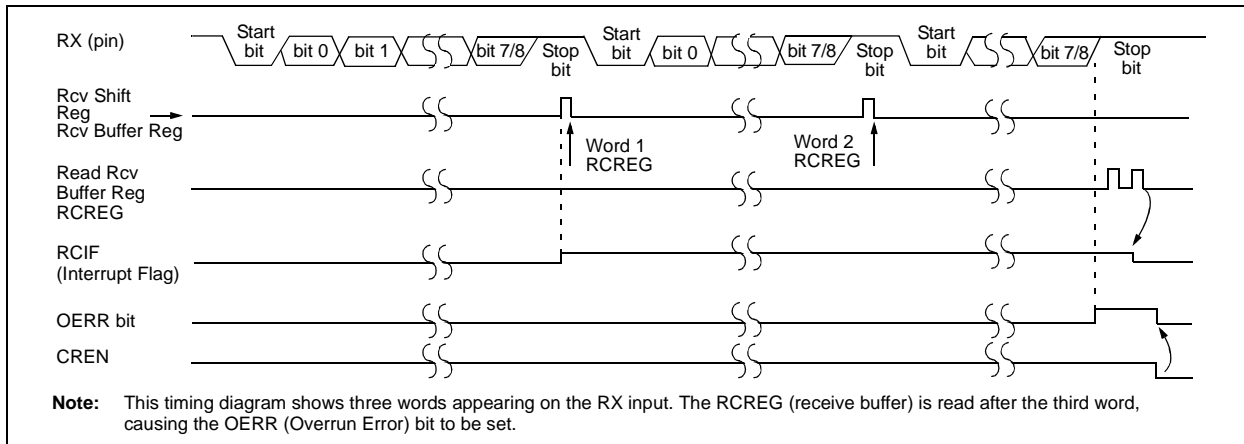 RX (pin)
Start
bit
bit 0
bit 1
bit 7/8
Stop
bit
Start
bit
bit 0
bit 7/8
Stop
bit
Start
bit
bit 7/8
Stop
bit
Rcv Shift
Reg
Rcv Buffer Reg
Word 1
RCREG
Word 2
RCREG
Read Rcv
Buffer Reg
RCREG
RCIF
(Interrupt Flag)
OERR bit
CREN
Note: This timing diagram shows three words appearing on the RX input. The RCREG (receive buffer) is read after the third word,
causing the OERR (Overrun Error) bit to be set.